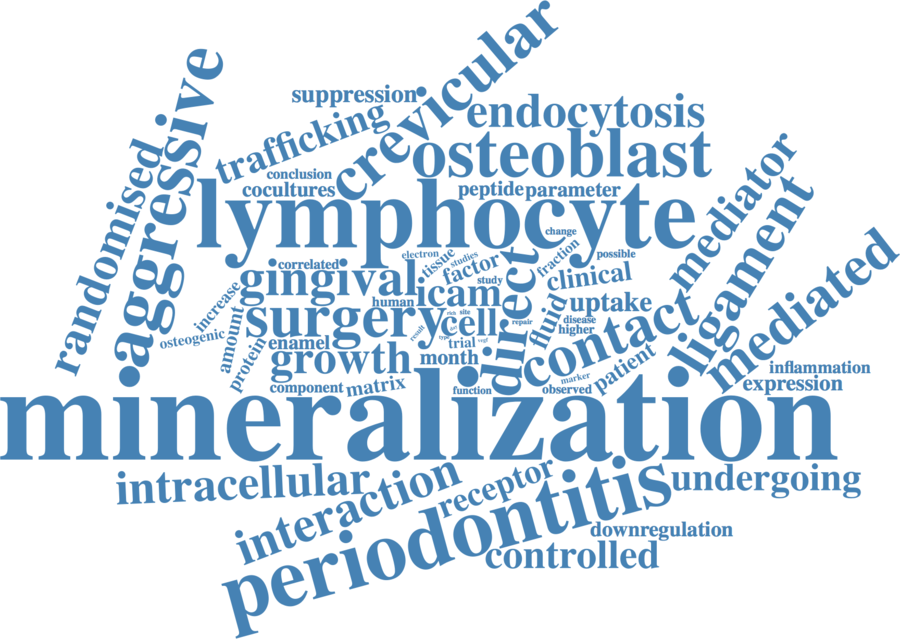 suppression
crevicular
endocytosis
trafficking
aggressive
randomised
osteoblast
conclusion
cocultures
peptide
parameter
lymphocyte
mediator
ligament
mediated
change
electron
tissue
studies
fraction
possible
correlated
gingival
factor
study
direct
clinical
human
icam
increase
osteogenic
amount
surgery
rich
site
cell
fluid
uptake
contact
disease
higher
repair
result
type
enamel
trial
vegf
protein
growth
month
patient
marker
observed
component
matrix
function
inflammation
expression
mineralization
intracellular
interaction
receptor
periodontitis
undergoing
downregulation
controlled